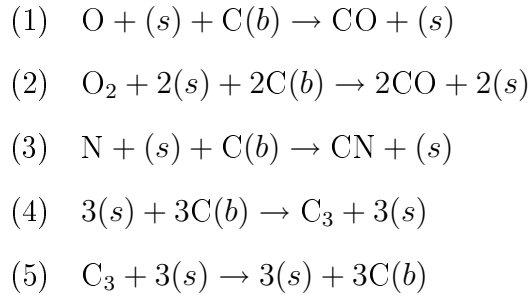 (1) O + (s) + C(b) → CO + (s)
(2) O₂ + 2(s) + 2C(b) → 2CO + 2(s)
(3) N + (s) + C(b) → CN + (s)
(4) 3(s) + 3C(b) → C₃ + 3(s)
(5) C₃ + 3(s) → 3(s) + 3C(b)